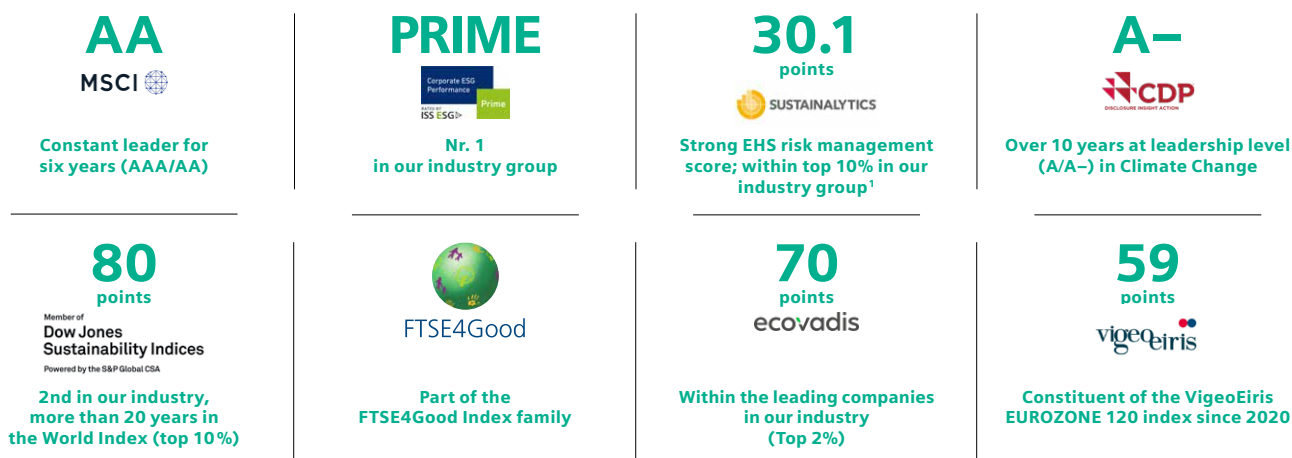 AA
MSCI
Constant leader for
six years (AAA/AA)
PRIME
Corporate ESG
Performance
Prime
RATED BY
ISS ESG
Nr. 1
in our industry group
30.1
points
SUSTAINALYTICS
Strong EHS risk management
score; within top 10% in our
industry group¹
A–
CDP
DISCLOSURE INSIGHT ACTION
Over 10 years at leadership level
(A/A–) in Climate Change
80
points
Member of
Dow Jones
Sustainability Indices
Powered by the S&P Global CSA
2nd in our industry,
more than 20 years in
the World Index (top 10%)
FTSE4Good
Part of the
FTSE4Good Index family
70
points
ecovadis
Within the leading companies
in our industry
(Top 2%)
59
points
vigeoeiris
Constituent of the VigeoEiris
EUROZONE 120 index since 2020